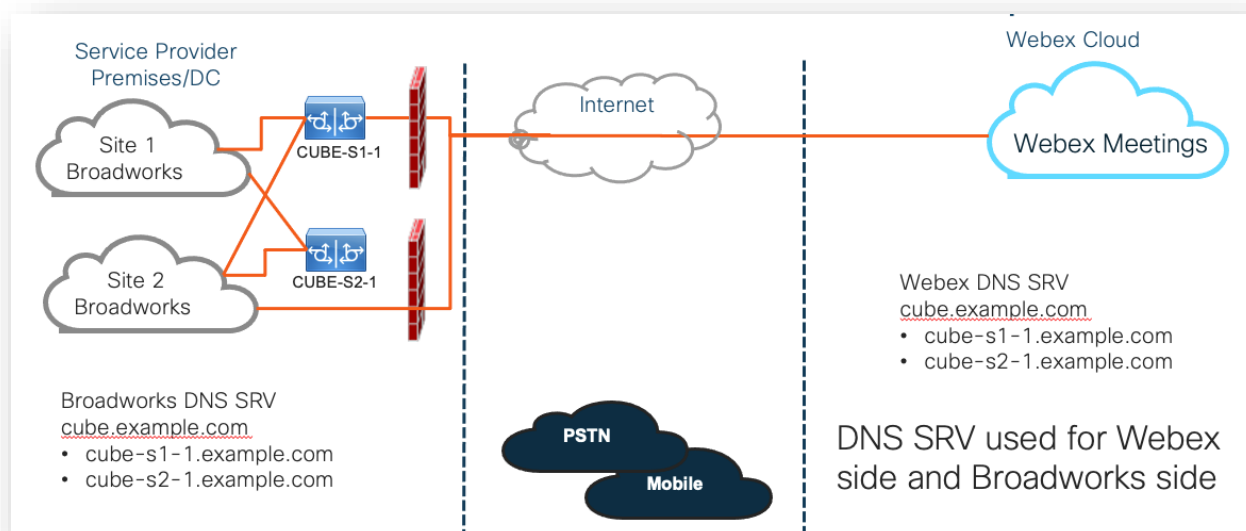 Service Provider
Premises/DC
Site 1
Broadworks
CUBE-S1-1
Site 2
Broadworks
CUBE-S2-1
Broadworks DNS SRV
cube.example.com
• cube-s1-1.example.com
• cube-s2-1.example.com
Internet
PSTN
Mobile
Webex Cloud
Webex Meetings
Webex DNS SRV
cube.example.com
• cube-s1-1.example.com
• cube-s2-1.example.com
DNS SRV used for Webex
side and Broadworks side